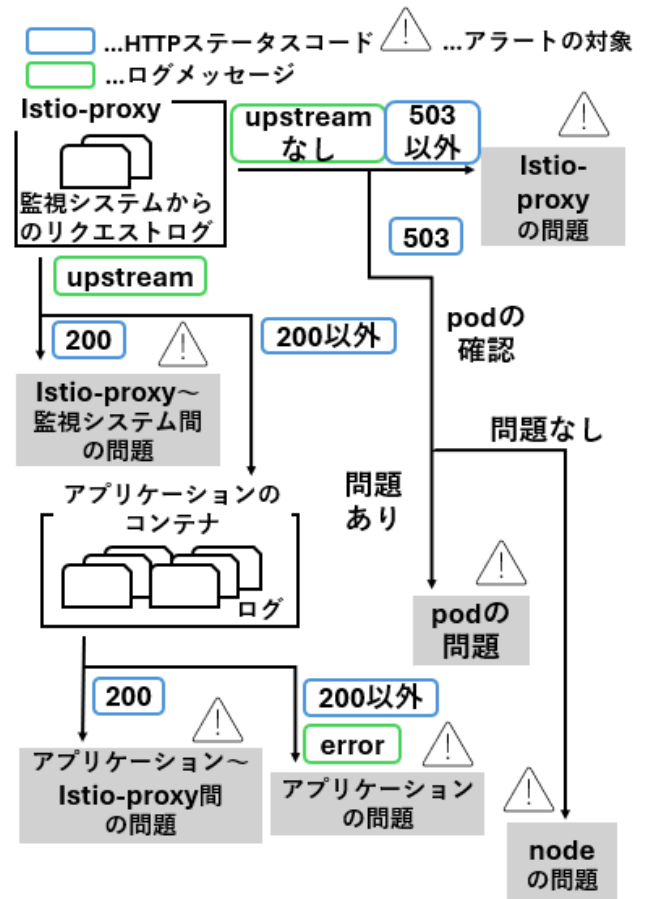 …HTTPステータスコード
…アラートの対象
…ログメッセージ
Istio-proxy
監視システムから
のリクエストログ
upstream
なし
503
以外
Istio-
proxy
の問題
503
upstream
200
200以外
podの
確認
Istio-proxy～
監視システム間
の問題
問題なし
問題
あり
アプリケーションの
コンテナ
ログ
podの
問題
200
200以外
error
アプリケーション～
Istio-proxy間
の問題
アプリケーション
の問題
node
の問題